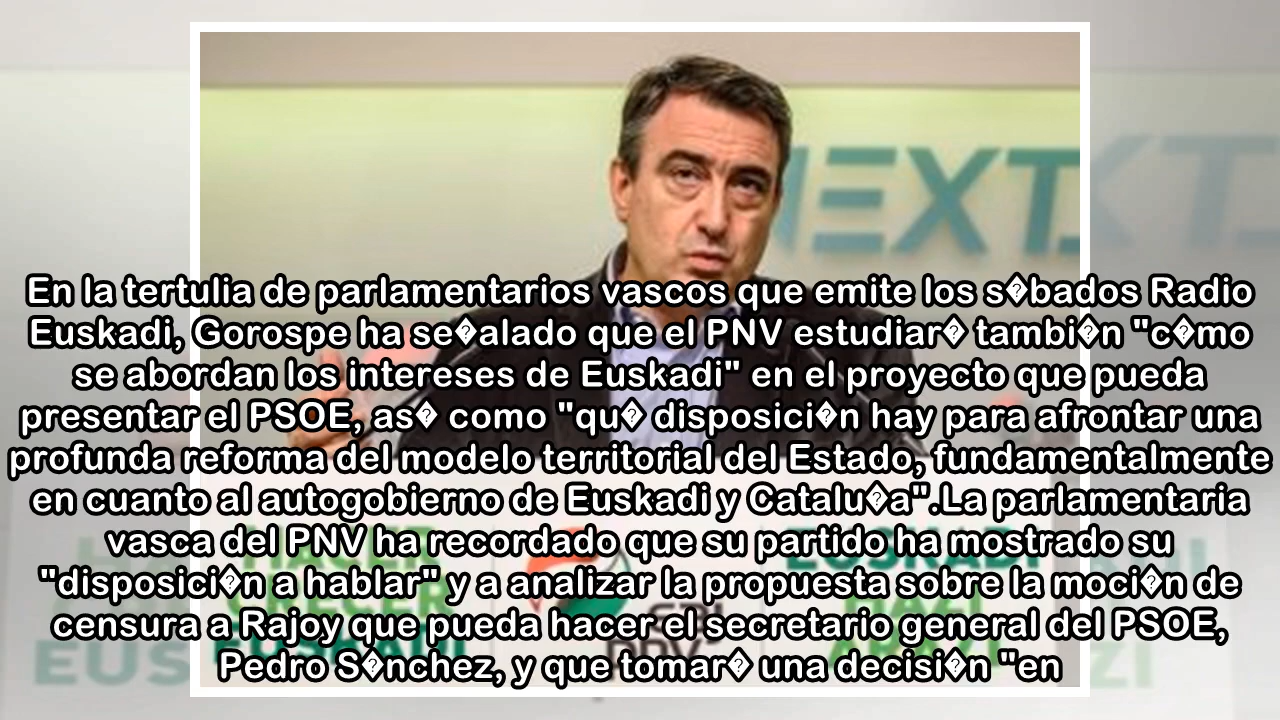 EXT
En la tertulia de parlamentarios vascos que emite los s�bados Radio
Euskadi, Gorospe ha se�alado que el PNV estudiar� tambi�n "c�mo
se abordan los intereses de Euskadi" en el proyecto que pueda
presentar el PSOE, as� como "qu� disposici�n hay para afrontar una
profunda reforma del modelo territorial del Estado, fundamentalmente
en cuanto al autogobierno de Euskadi y Catalu�a".La parlamentaria
vasca del PNV ha recordado que su partido ha mostrado su
"disposici�n a hablar" y a analizar la propuesta sobre la moci�n de
censura a Rajoy que pueda hacer el secretario general del PSOE,
Pedro S�nchez, y que tomar� una decisi�n "en